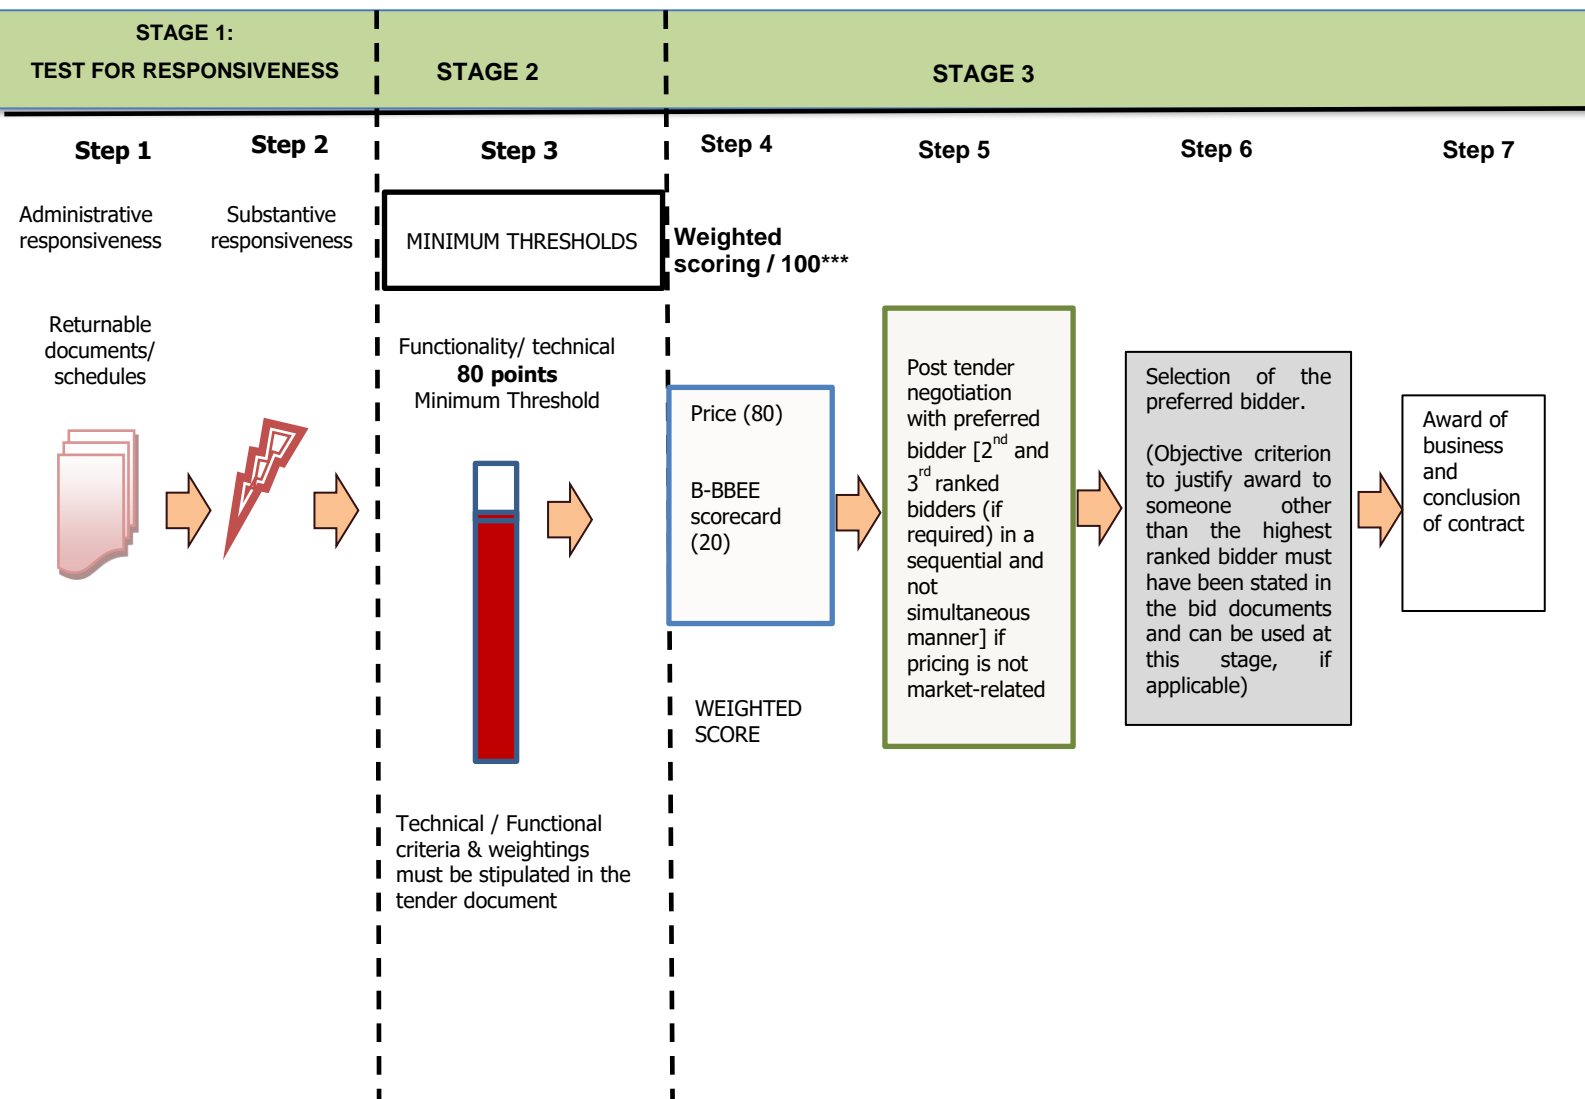 STAGE 1:
TEST FOR RESPONSIVENESS
STAGE 2
STAGE 3
Step 1
Step 2
Step 3
Step 4
Step 5
Step 6
Step 7
Administrative
responsiveness
Substantive
responsiveness
MINIMUM THRESHOLDS
Weighted
scoring / 100***
Returnable
documents/
schedules
Functionality/ technical
80 points
Minimum Threshold
Technical / Functional
criteria & weightings
must be stipulated in the
tender document
Price (80)
B-BBEE
scorecard
(20)
WEIGHTED
SCORE
Post tender
negotiation
with preferred
bidder [2nd and
3rd ranked
bidders (if
required) in a
sequential and
not
simultaneous
manner] if
pricing is not
market-related
Selection of the
preferred bidder.
(Objective criterion
to justify award to
someone other
than the highest
ranked bidder must
have been stated in
the bid documents
and can be used at
this stage, if
applicable)
Award of
business
and
conclusion
of contract